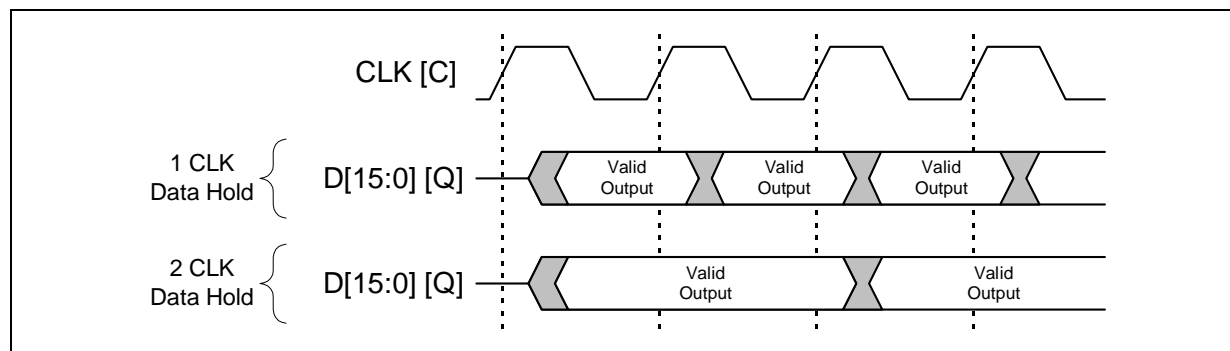 CLK [C]
1 CLK
Data Hold
D[15:0] [Q]
Valid
Output
Valid
Output
Valid
Output
2 CLK
Data Hold
D[15:0] [Q]
Valid
Output
Valid
Output